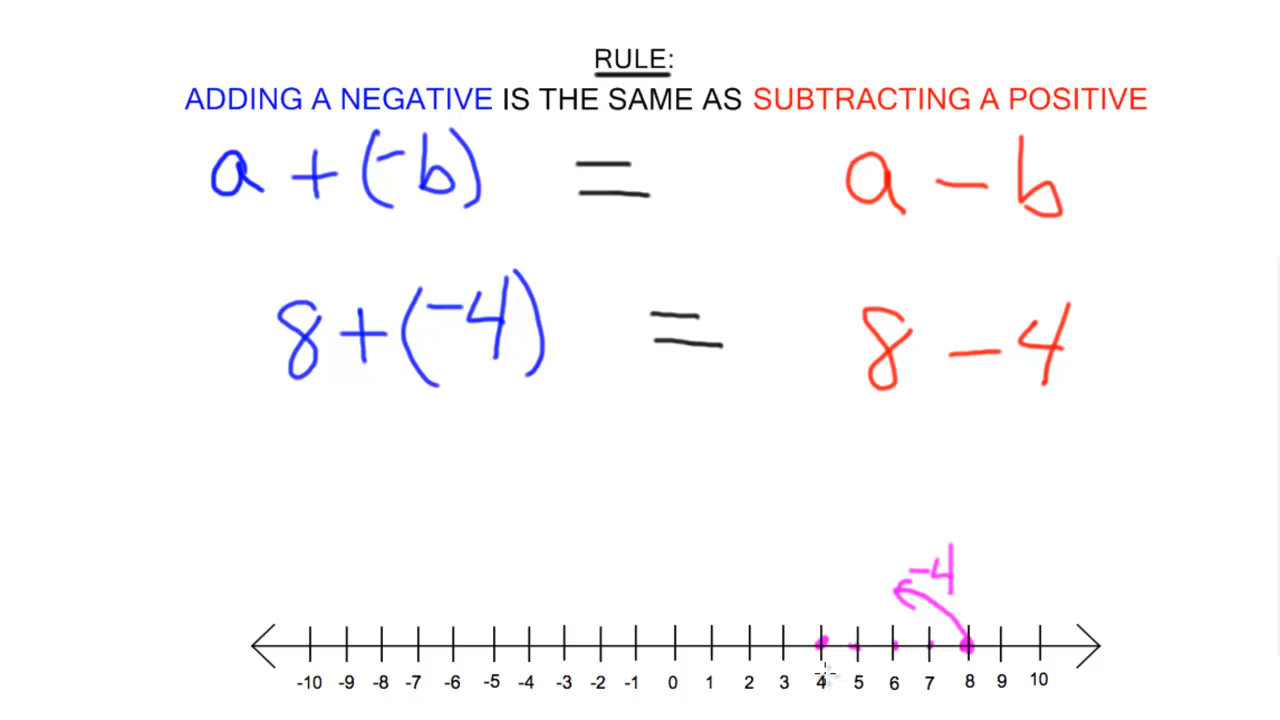 RULE:
ADDING A NEGATIVE IS THE SAME AS SUBTRACTING A POSITIVE
a + (-b) = a - b
8 + (-4) = 8 - 4
-4
-10 -9 -8 -7 -6 -5 -4 -3 -2 -1 0 1 2 3 4 5 6 7 8 9 10